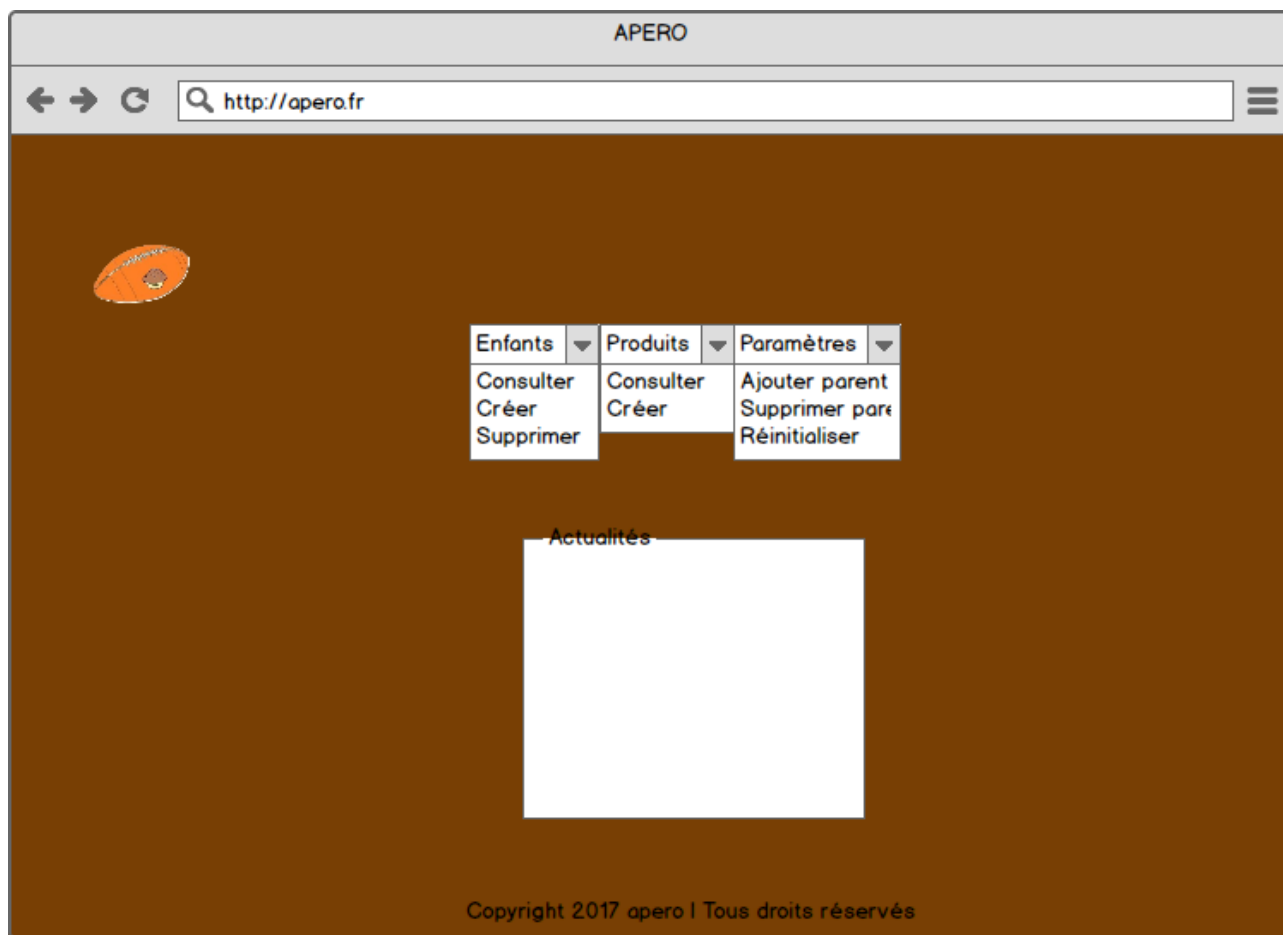 APERO
http://apero.fr
Enfants Produits Paramètres
Consulter Consulter Ajouter parent
Créer Créer Supprimer pare
Supprimer Réinitialiser
Actualités
Copyright 2017 apero | Tous droits réservés